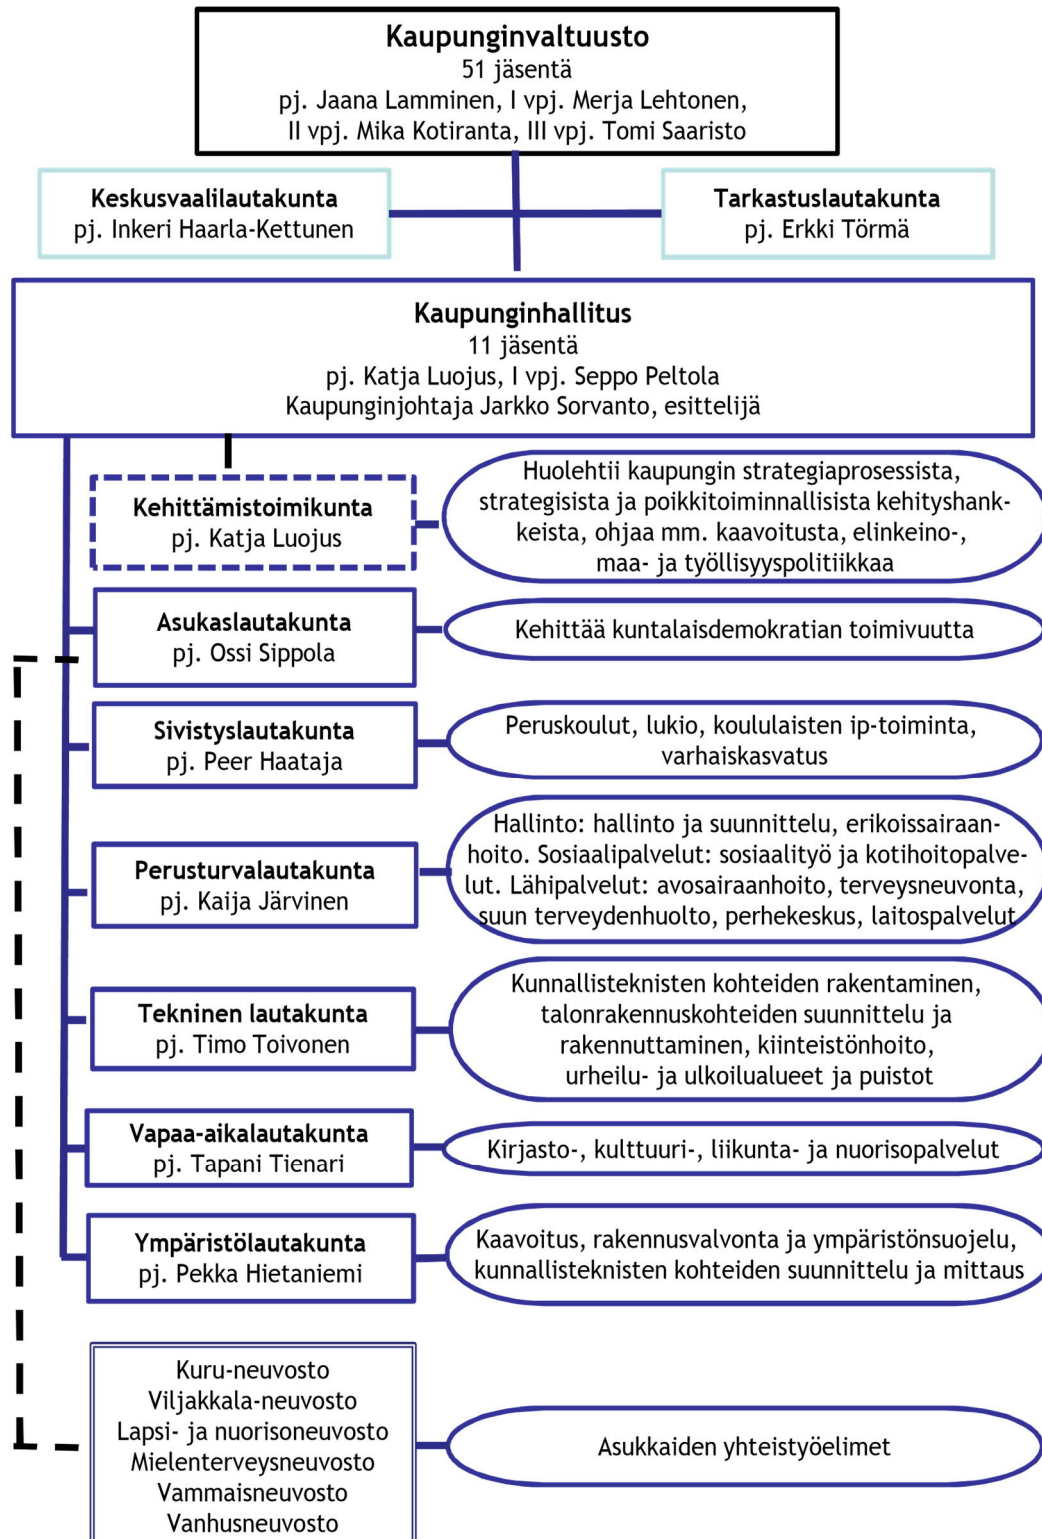 Kaupunginvaltuusto
51 jäsentä
pj. Jaana Lamminen, I vpj. Merja Lehtonen,
II vpj. Mika Kotiranta, III vpj. Tomi Saaristo
Keskusvaalilautakunta
pj. Inkeri Haarla-Kettunen
Tarkastuslautakunta
pj. Erkki Törmä
Kaupunginhallitus
11 jäsentä
pj. Katja Luojus, I vpj. Seppo Peltola
Kaupunginjohtaja Jarkko Sorvanto, esittelijä
Kehittämistoimikunta
pj. Katja Luojus
Huolehtii kaupungin strategiaprosessista,
strategisista ja poikkitoiminnallisista kehityshank-
keista, ohjaa mm. kaavoitusta, elinkeino-,
maa- ja työllisyyspolitiikkaa
Asukaslautakunta
pj. Ossi Sippola
Kehittää kuntalaisdemokratian toimivuutta
Sivistyslautakunta
pj. Peer Haataja
Peruskoulut, lukio, koululaisten ip-toiminta,
varhaiskasvatus
Perusturvalautakunta
pj. Kaija Järvinen
Hallinto: hallinto ja suunnittelu, erikoissairaan-
hoito. Sosiaalipalvelut: sosiaalityö ja kotihoitopalve-
lut. Lähipalvelut: avosairaanhoito, terveysneuvonta,
suun terveydenhuolto, perhekeskus, laitospalvelut
Tekninen lautakunta
pj. Timo Toivonen
Kunnallisteknisten kohteiden rakentaminen,
talonrakennuskohteiden suunnittelu ja
rakennuttaminen, kiinteistönhoito,
urheilu- ja ulkoilualueet ja puistot
Vapaa-aikalautakunta
pj. Tapani Tienari
Kirjasto-, kulttuuri-, liikunta- ja nuorisopalvelut
Ympäristölautakunta
pj. Pekka Hietaniemi
Kaavoitus, rakennusvalvonta ja ympäristönsuojelu,
kunnallisteknisten kohteiden suunnittelu ja mittaus
Kuru-neuvosto
Viljakkala-neuvosto
Lapsi- ja nuorisoneuvosto
Mielenterveysneuvosto
Vammaisneuvosto
Vanhusneuvosto
Asukkaiden yhteistyöelimet